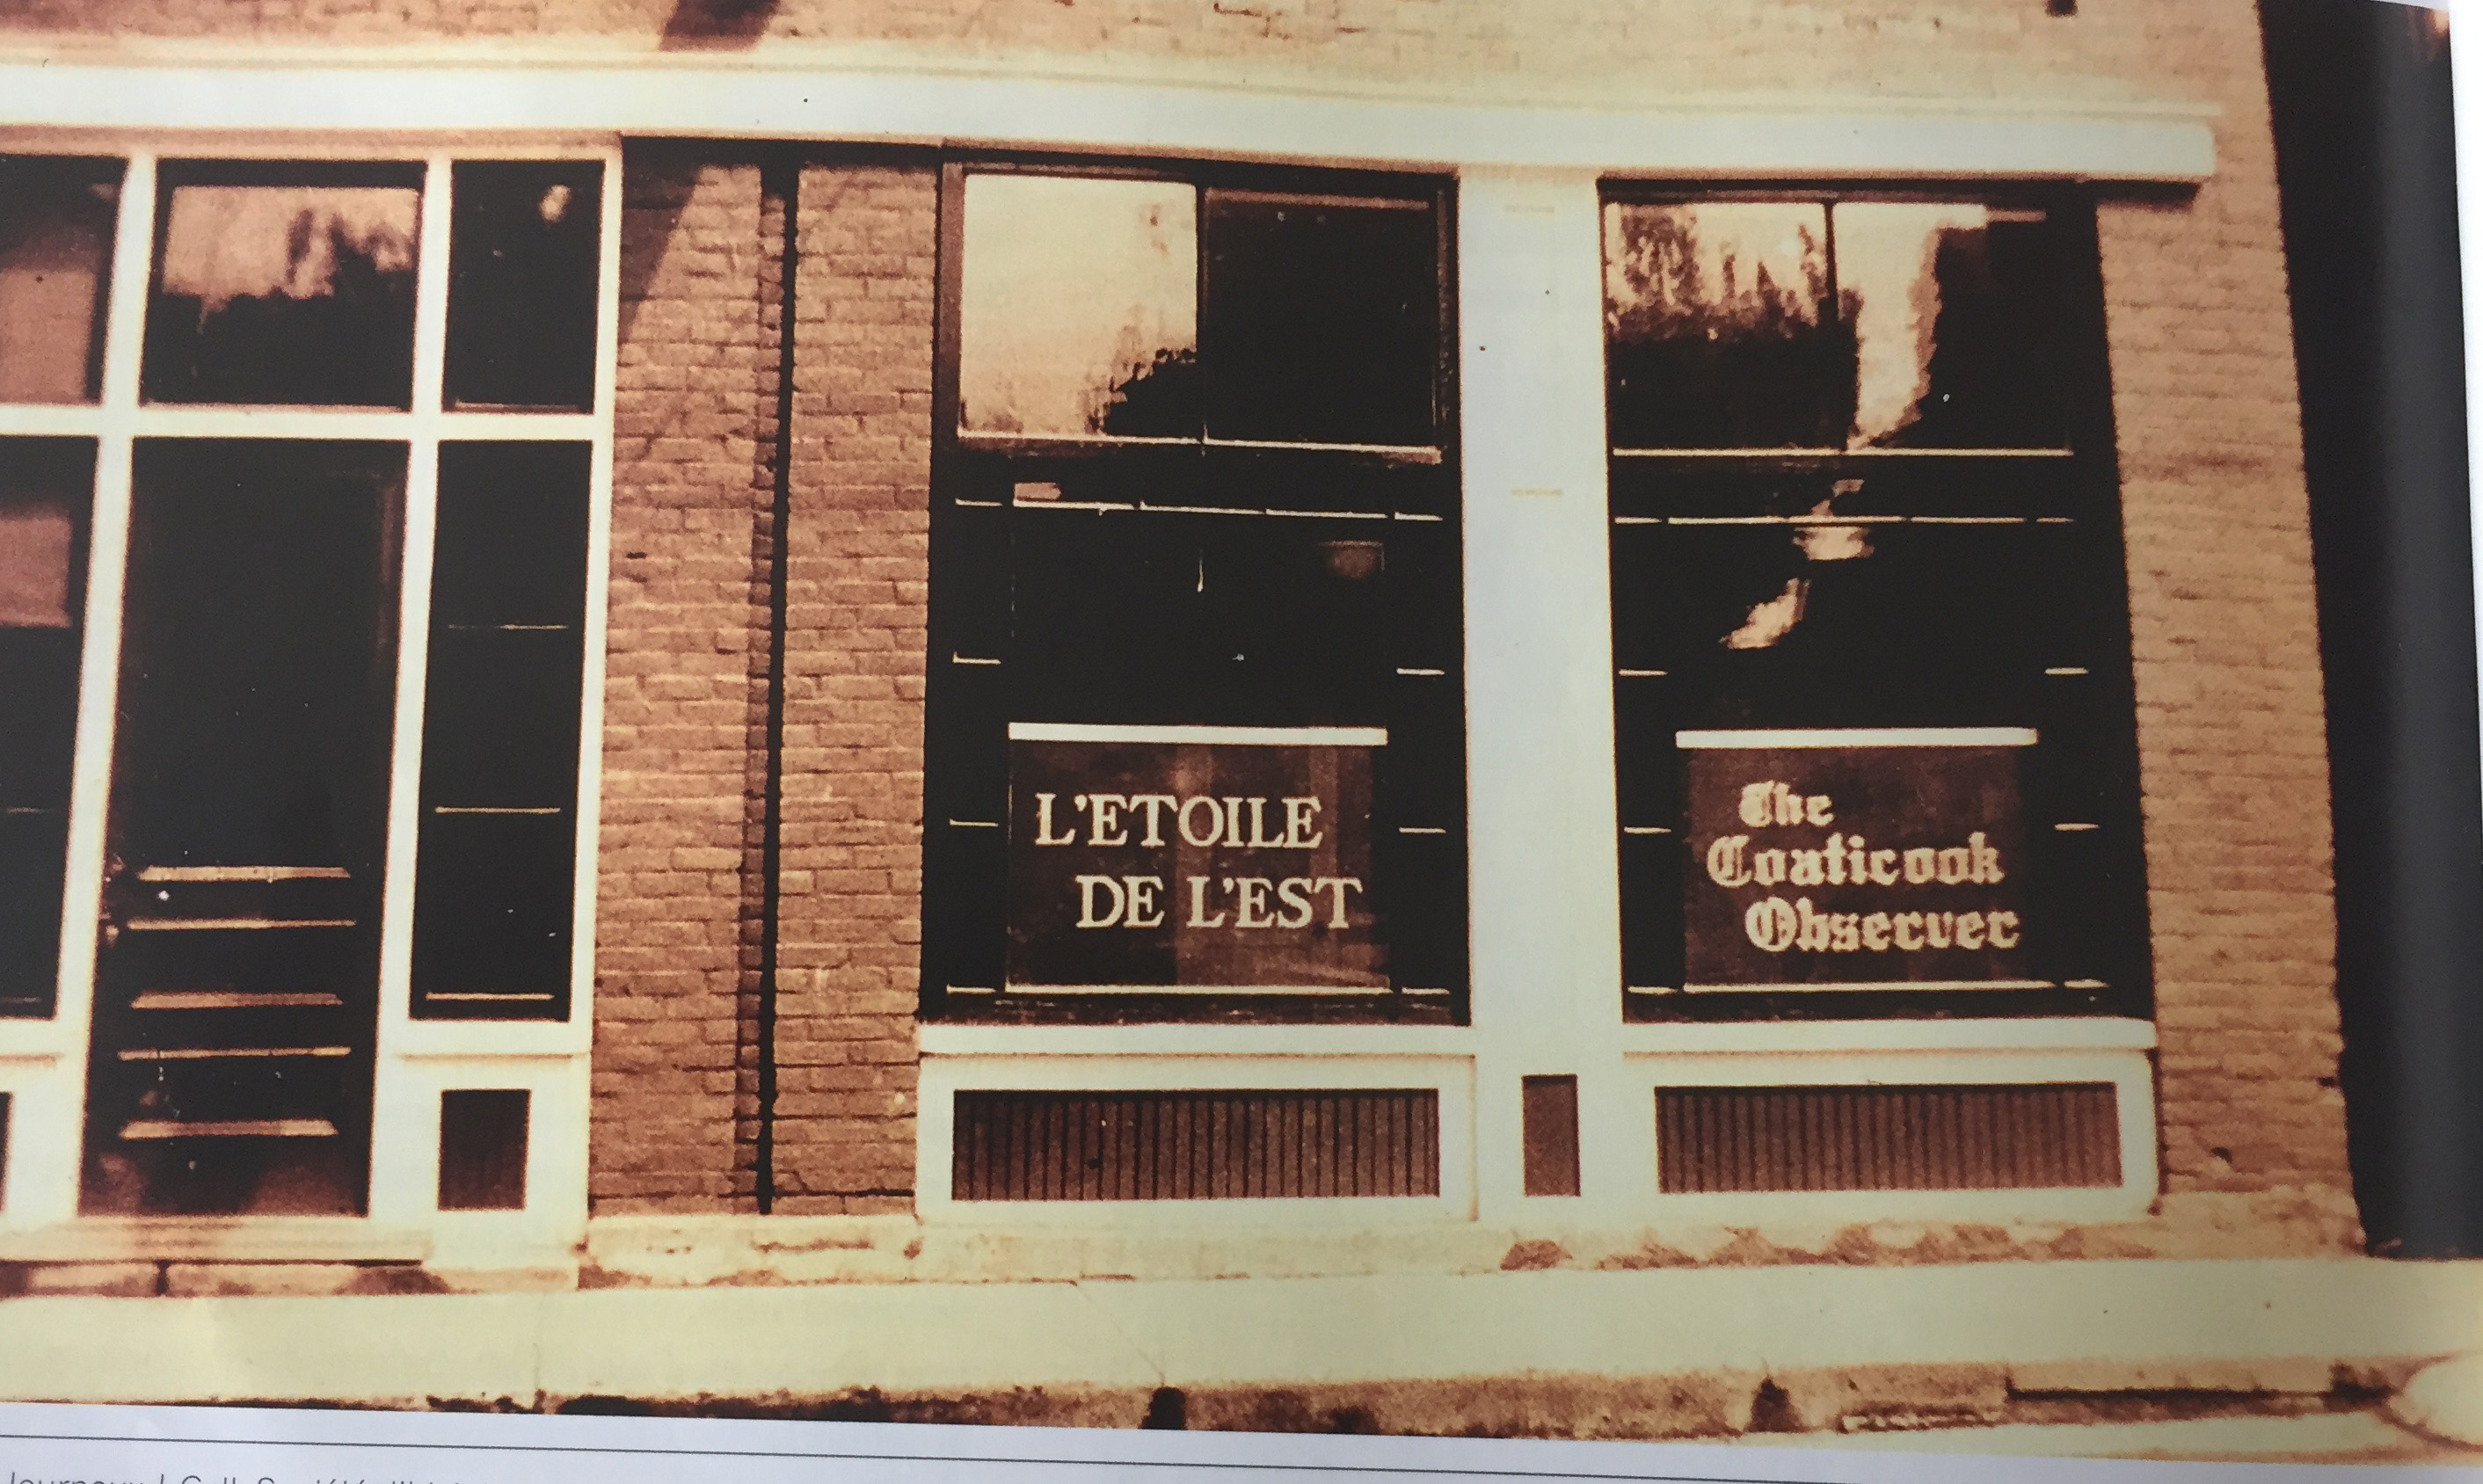 L'ETOILE
DE L'EST
The
Coaticook
Observer